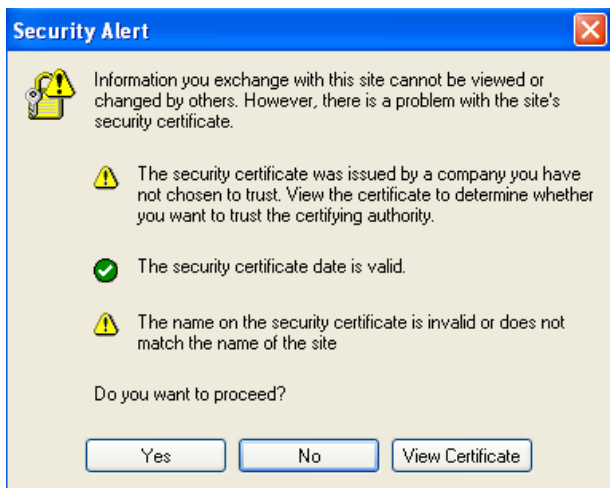 Security Alert
Information you exchange with this site cannot be viewed or
changed by others. However, there is a problem with the site's
security certificate.
The security certificate was issued by a company you have
not chosen to trust. View the certificate to determine whether
you want to trust the certifying authority.
The security certificate date is valid.
The name on the security certificate is invalid or does not
match the name of the site
Do you want to proceed?
Yes
No
View Certificate